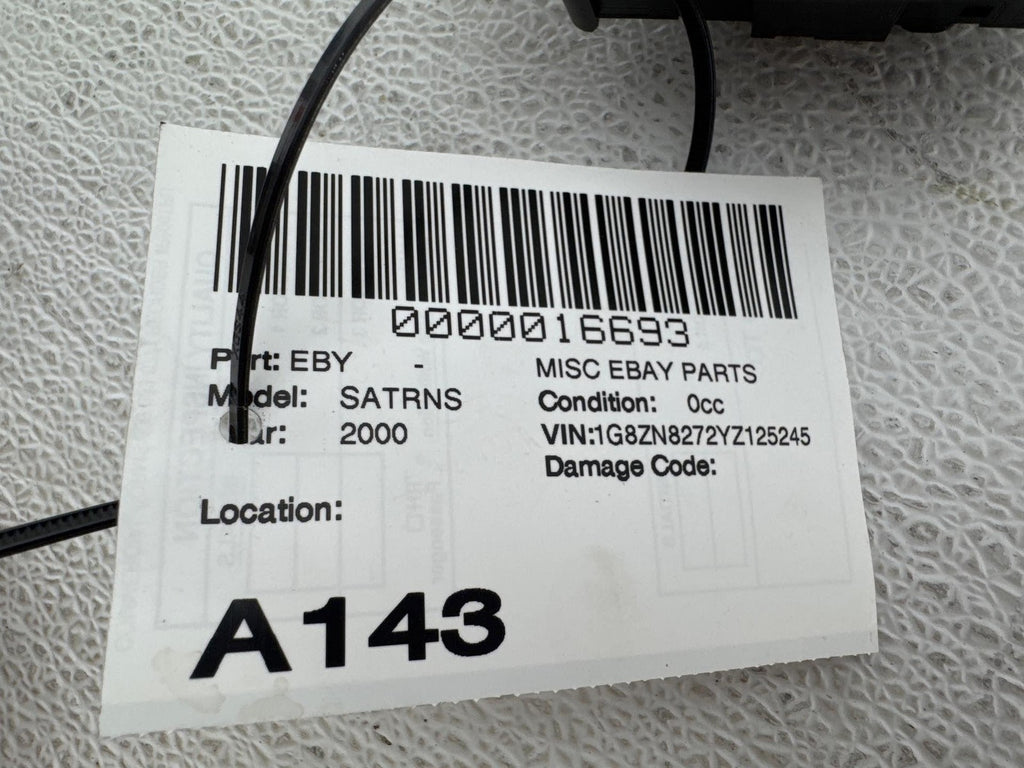 0000016693
Part: EBY - MISC EBAY PARTS
Model: SATRNS Condition: 0cc
Year: 2000 VIN:1G8ZN8272YZ125245
Damage Code:
Location:
A143